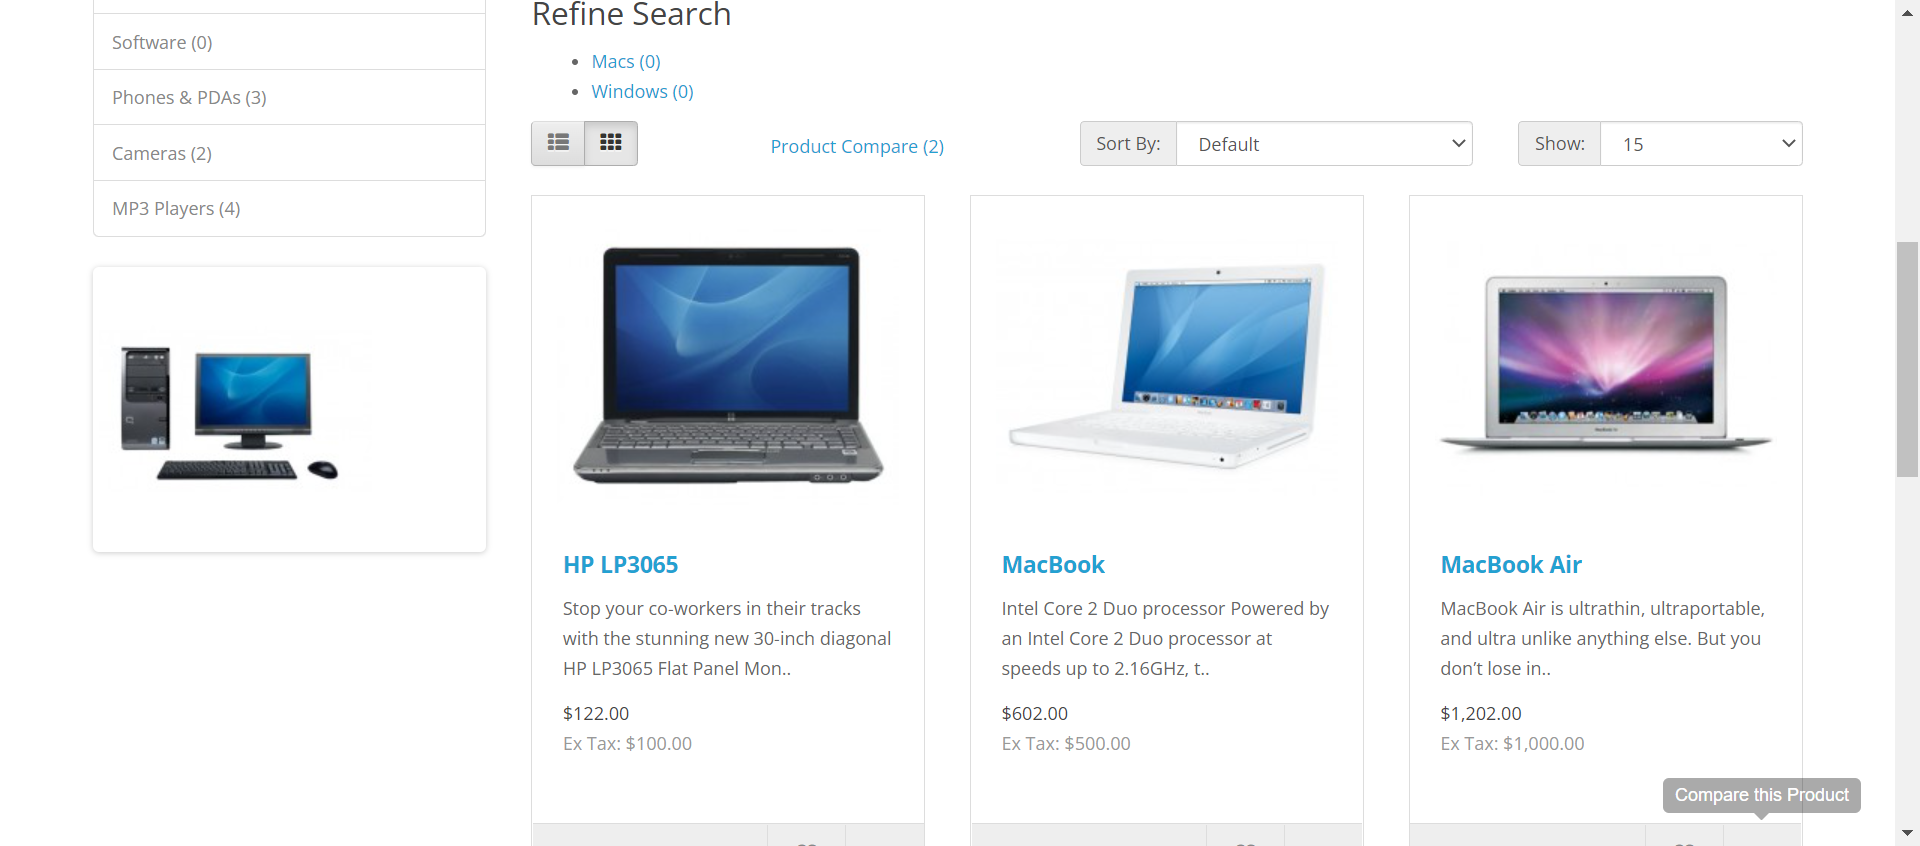 Refine Search
Software (0)
Phones & PDAs (3)
Cameras (2)
MP3 Players (4)
Macs (0)
Windows (0)
Product Compare (2)
Sort By:
Default
Show:
15
HP LP3065
Stop your co-workers in their tracks
with the stunning new 30-inch diagonal
HP LP3065 Flat Panel Mon..
$122.00
Ex Tax: $100.00
MacBook
Intel Core 2 Duo processor Powered by
an Intel Core 2 Duo processor at
speeds up to 2.16GHz, t..
$602.00
Ex Tax: $500.00
MacBook Air
MacBook Air is ultrathin, ultraportable,
and ultra unlike anything else. But you
don’t lose in..
$1,202.00
Ex Tax: $1,000.00
Compare this Product